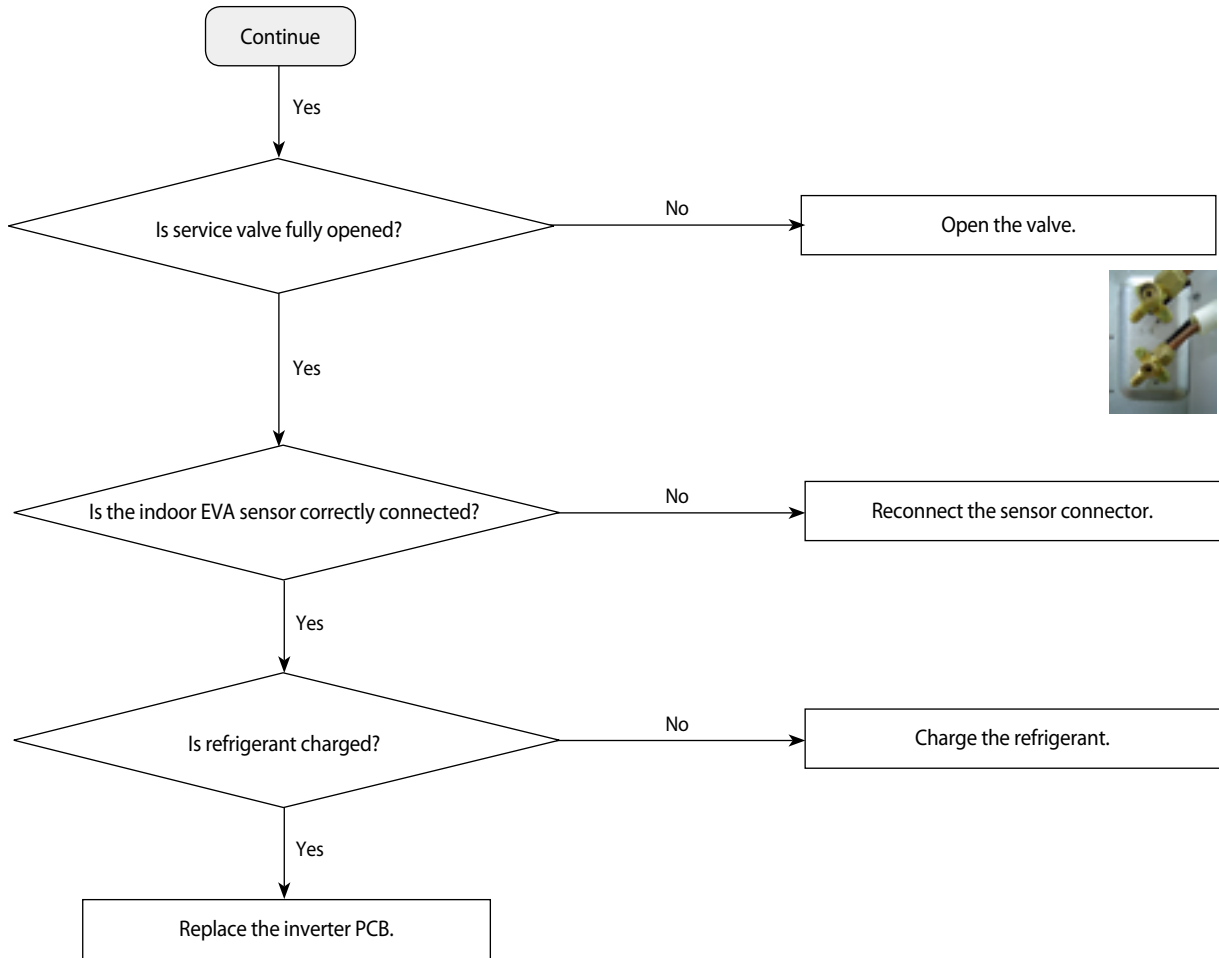 Continue
Yes
Is service valve fully opened?
No
Open the valve.
Yes
Is the indoor EVA sensor correctly connected?
No
Reconnect the sensor connector.
Yes
Is refrigerant charged?
No
Charge the refrigerant.
Yes
Replace the inverter PCB.